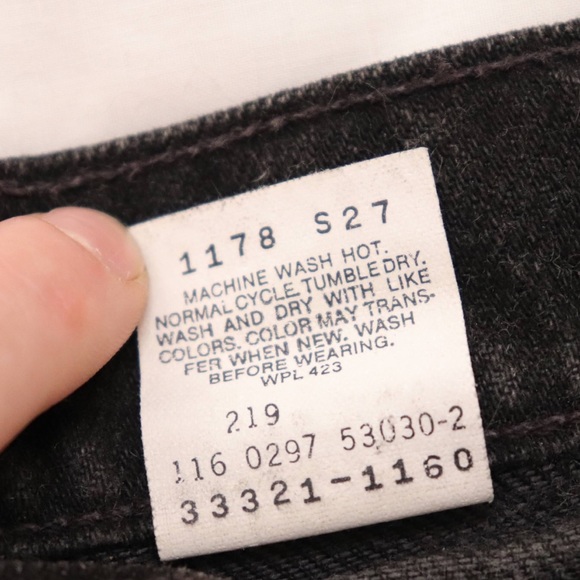 1178 S27
MACHINE WASH HOT.
NORMAL CYCLE. TUMBLE DRY.
WASH AND DRY WITH LIKE
COLORS. COLOR MAY TRANS-
FER WHEN NEW. WASH
BEFORE WEARING.
WPL 423
219
116 0297 53030-2
33321-1160